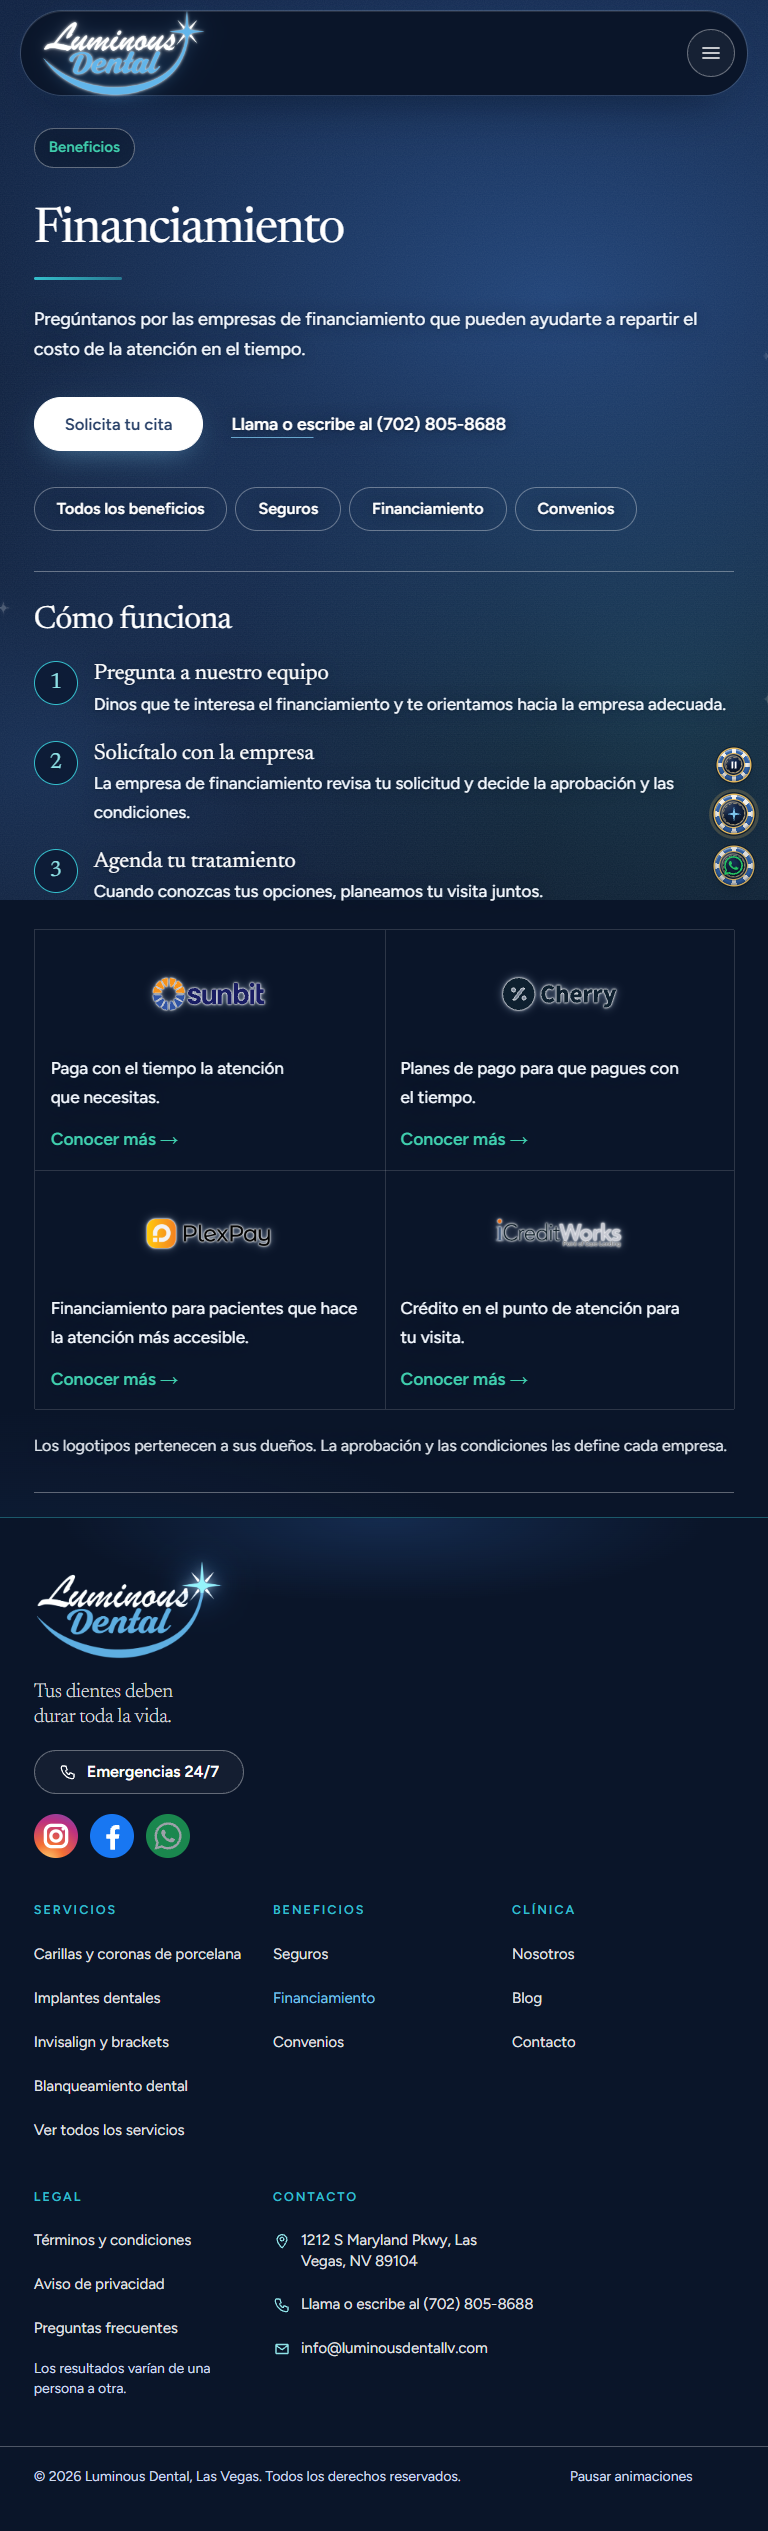 Luminous
Dental
Beneficios
Financiamiento
Pregúntanos por las empresas de financiamiento que pueden ayudarte a repartir el
costo de la atención en el tiempo.
Solicita tu cita
Llama o escribe al (702) 805-8688
Todos los beneficios
Seguros
Financiamiento
Convenios
Cómo funciona
1
Pregunta a nuestro equipo
Dinos que te interesa el financiamiento y te orientamos hacia la empresa adecuada.
2
Solicítalo con la empresa
La empresa de financiamiento revisa tu solicitud y decide la aprobación y las
condiciones.
3
Agenda tu tratamiento
Cuando conozcas tus opciones, planeamos tu visita juntos.
sunbit
Paga con el tiempo la atención
que necesitas.
Conocer más →
Cherry
Planes de pago para que pagues con
el tiempo.
Conocer más →
PlexPay
Financiamiento para pacientes que hace
la atención más accesible.
Conocer más →
iCreditWorks
Crédito en el punto de atención para
tu visita.
Conocer más →
Los logotipos pertenecen a sus dueños. La aprobación y las condiciones las define cada empresa.
Luminous
Dental
Tus dientes deben
durar toda la vida.
Emergencias 24/7
SERVICIOS
Carillas y coronas de porcelana
Implantes dentales
Invisalign y brackets
Blanqueamiento dental
Ver todos los servicios
BENEFICIOS
Seguros
Financiamiento
Convenios
CLÍNICA
Nosotros
Blog
Contacto
LEGAL
Términos y condiciones
Aviso de privacidad
Preguntas frecuentes
Los resultados varían de una
persona a otra.
CONTACTO
1212 S Maryland Pkwy, Las
Vegas, NV 89104
Llama o escribe al (702) 805-8688
info@luminousdentallv.com
© 2026 Luminous Dental, Las Vegas. Todos los derechos reservados.
Pausar animaciones